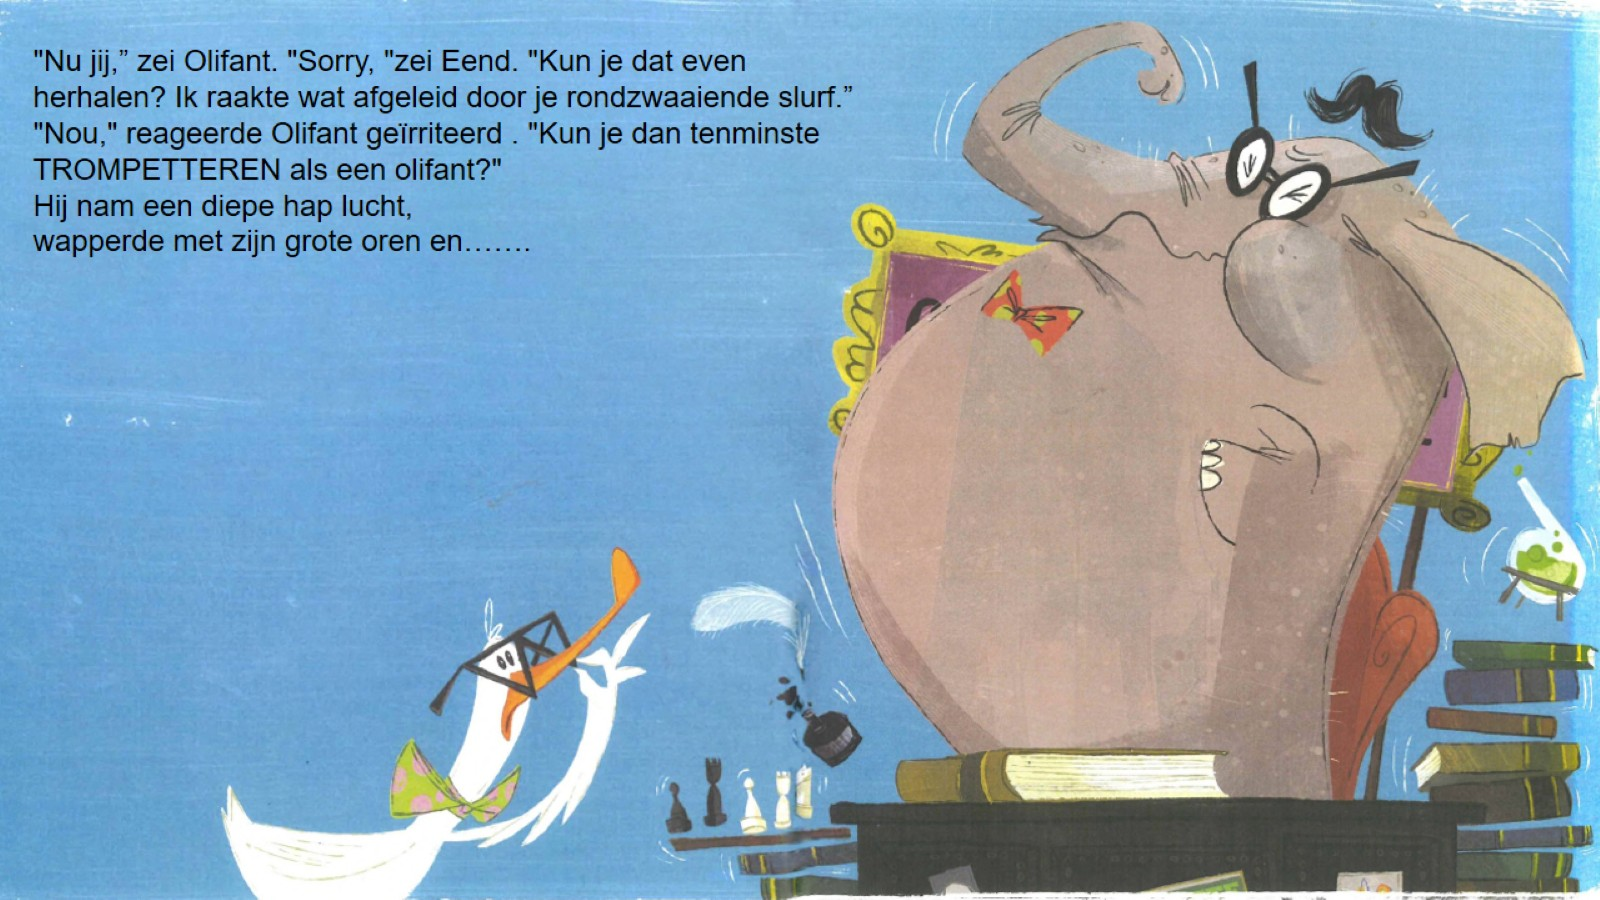 "Nu jij,” zei Olifant. "Sorry, "zei Eend. "Kun je dat even
herhalen? Ik raakte wat afgeleid door je rondzwaaiende slurf.”
"Nou," reageerde Olifant geïrriteerd . "Kun je dan tenminste
TROMPETTEREN als een olifant?"
Hij nam een diepe hap lucht,
wapperde met zijn grote oren en…….